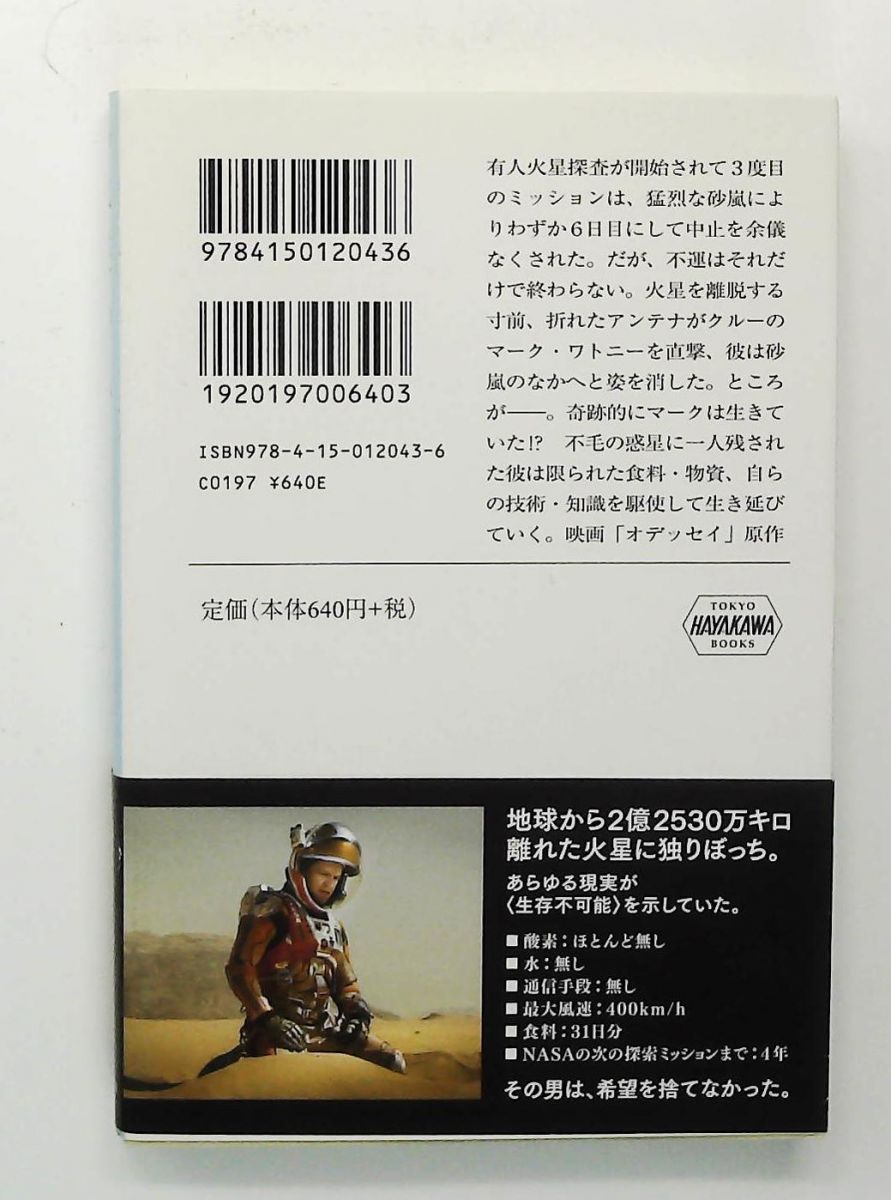 9784150120436
1920197006403
ISBN978-4-15-012043-6
C0197 ¥640E
有人火星探査が開始されて3度目
のミッションは、猛烈な砂嵐によ
りわずか6日目にして中止を余儀
なくされた。だが、不運はそれだ
けで終わらない。火星を離脱する
寸前、折れたアンテナがクルーの
マーク・ワトニーを直撃、彼は砂
嵐のなかへと姿を消した。ところ
が――。奇跡的にマークは生きて
いた!?　不毛の惑星に一人残され
た彼は限られた食料・物資、自ら
の技術・知識を駆使して生き延び
ていく。映画「オデッセイ」原作
定価(本体640円+税)
TOKYO
HAYAKAWA
BOOKS
地球から2億2530万キロ
離れた火星に独りぼっち。
あらゆる現実が
〈生存不可能〉を示していた。
■酸素:ほとんど無し
■水:無し
■通信手段:無し
■最大風速:400km/h
■食料:31日分
■NASAの次の探索ミッションまで:4年
その男は、希望を捨てなかった。